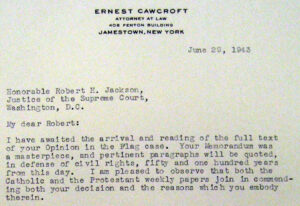 ERNEST CAWCROFT
ATTORNEY AT LAW
408 FENTON BUILDING
JAMESTOWN, NEW YORK
June 29, 1943
Honorable Robert H. Jackson,
Justice of the Supreme Court,
Washington, D.C.
My dear Robert:
I have awaited the arrival and reading of the full text
of your Opinion in the Flag case. Your Memorandum was
a masterpiece, and pertinent paragraphs will be quoted,
in defense of civil rights, fifty and one hundred years
from this day. I am pleased to observe that both the
Catholic and the Protestant weekly papers join in commend-
ing both your decision and the reasons which you embody
therein.